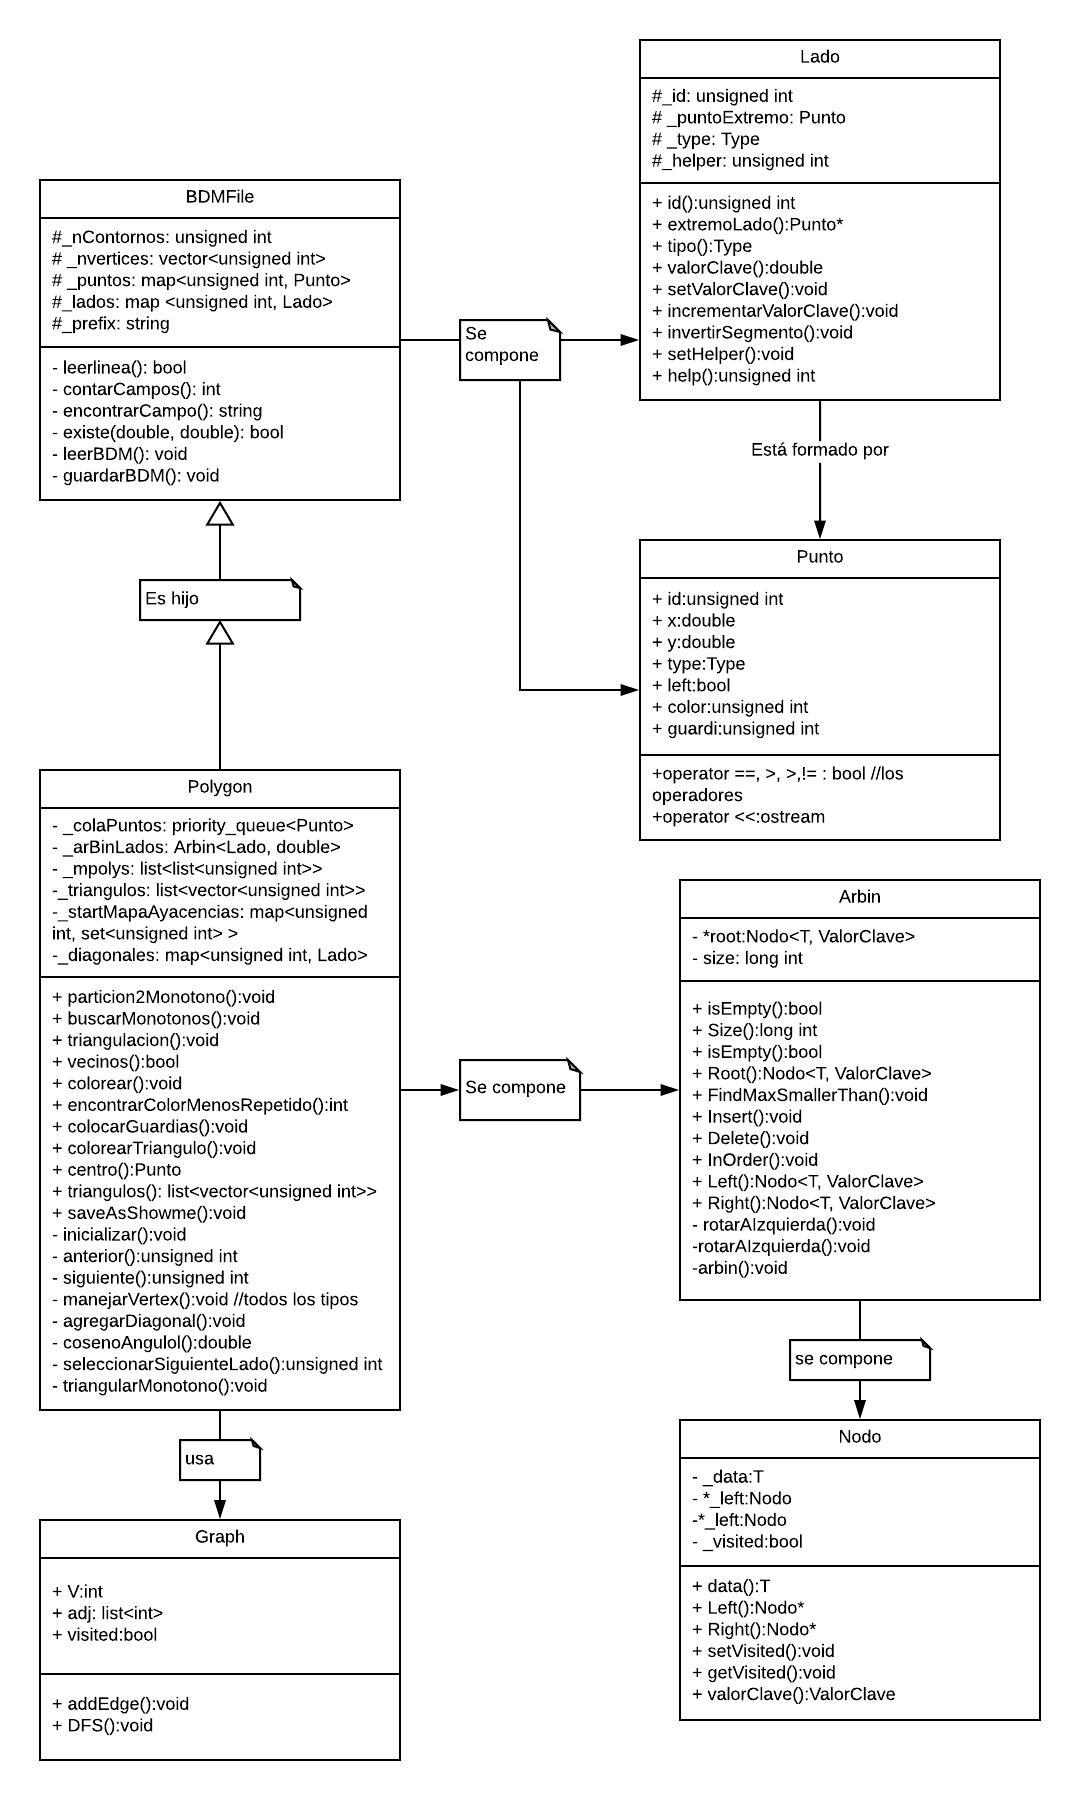 Lado
#_id: unsigned int
# _puntoExtremo: Punto
# _type: Type
#_helper: unsigned int
+ id():unsigned int
+ extremoLado():Punto*
+ tipo():Type
+ valorClave():double
+ setValorClave():void
+ incrementarValorClave():void
+ invertirSegmento():void
+ setHelper():void
+ help():unsigned int
BDMFile
#_nContornos: unsigned int
# _nvertices: vector<unsigned int>
# _puntos: map<unsigned int, Punto>
#_lados: map <unsigned int, Lado>
#_prefix: string
- leerlinea(): bool
- contarCampos(): int
- encontrarCampo(): string
- existe(double, double): bool
- leerBDM(): void
- guardarBDM(): void
Se
compone
Está formado por
Punto
+ id:unsigned int
+ x:double
+ y:double
+ type:Type
+ left:bool
+ color:unsigned int
+ guardi:unsigned int
+operator ==, >, >,!= : bool //los
operadores
+operator <<:ostream
Es hijo
Polygon
- _colaPuntos: priority_queue<Punto>
- _arBinLados: Arbin<Lado, double>
- _mpolys: list<list<unsigned int>>
-_triangulos: list<vector<unsigned int>>
-_startMapaAyacencias: map<unsigned
int, set<unsigned int> >
-_diagonales: map<unsigned int, Lado>
+ particion2Monotono():void
+ buscarMonotonos():void
+ triangulacion():void
+ vecinos():bool
+ colorear():void
+ encontrarColorMenosRepetido():int
+ colocarGuardias():void
+ colorearTriangulo():void
+ centro():Punto
+ triangulos(): list<vector<unsigned int>>
+ saveAsShowme():void
- inicializar():void
- anterior():unsigned int
- siguiente():unsigned int
- manejarVertex():void //todos los tipos
- agregarDiagonal():void
- cosenoAngulol():double
- seleccionarSiguienteLado():unsigned int
- triangularMonotono():void
Se compone
Arbin
- *root:Nodo<T, ValorClave>
- size: long int
+ isEmpty():bool
+ Size():long int
+ isEmpty():bool
+ Root():Nodo<T, ValorClave>
+ FindMaxSmallerThan():void
+ Insert():void
+ Delete():void
+ InOrder():void
+ Left():Nodo<T, ValorClave>
+ Right():Nodo<T, ValorClave>
- rotarAIzquierda():void
-rotarAIzquierda():void
-arbin():void
se compone
Nodo
- _data:T
- *_left:Nodo
-*_left:Nodo
- _visited:bool
+ data():T
+ Left():Nodo*
+ Right():Nodo*
+ setVisited():void
+ getVisited():void
+ valorClave():ValorClave
usa
Graph
+ V:int
+ adj: list<int>
+ visited:bool
+ addEdge():void
+ DFS():void